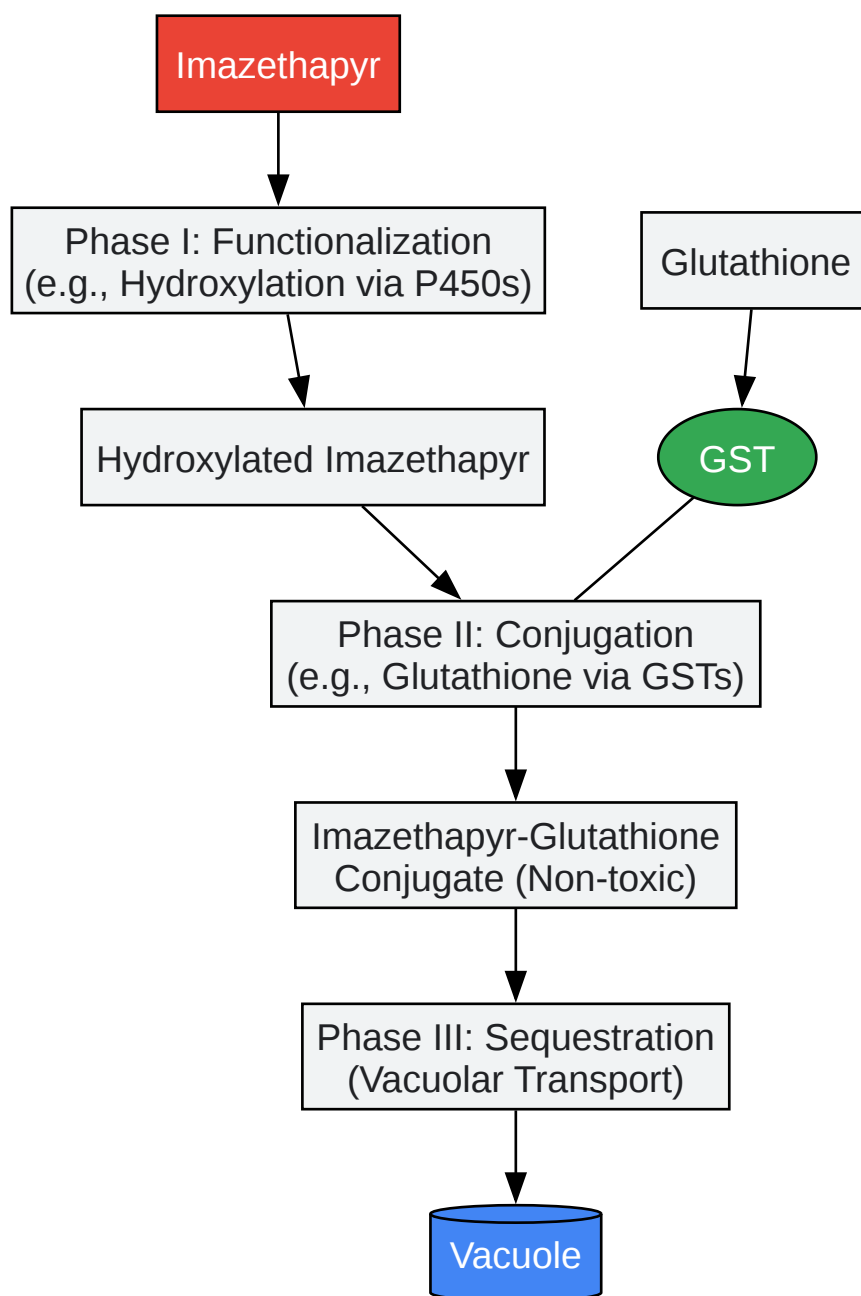 Imazethapyr
Phase I: Functionalization
(e.g., Hydroxylation via P450s)
Glutathione
Hydroxylated Imazethapyr
GST
Phase II: Conjugation
(e.g., Glutathione via GSTs)
Imazethapyr-Glutathione
Conjugate (Non-toxic)
Phase III: Sequestration
(Vacuolar Transport)
Vacuole